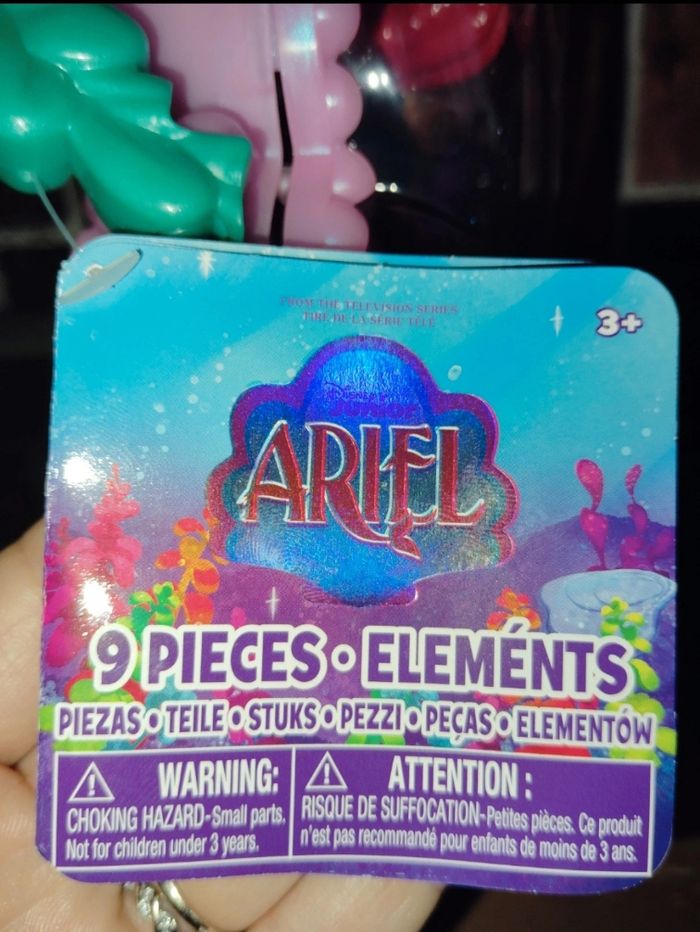 FROM THE TELEVISION SERIES
TIRÉ DE LA SÉRIE TÉLÉ
3+
Disney
JUNIOR
ARIEL
9 PIECES • ELEMÉNTS
PIEZAS • TEILE • STUKS • PEZZI • PEÇAS • ELEMENTÓW
WARNING:
CHOKING HAZARD-Small parts.
Not for children under 3 years.
ATTENTION :
RISQUE DE SUFFOCATION-Petites pièces. Ce produit
n'est pas recommandé pour enfants de moins de 3 ans.